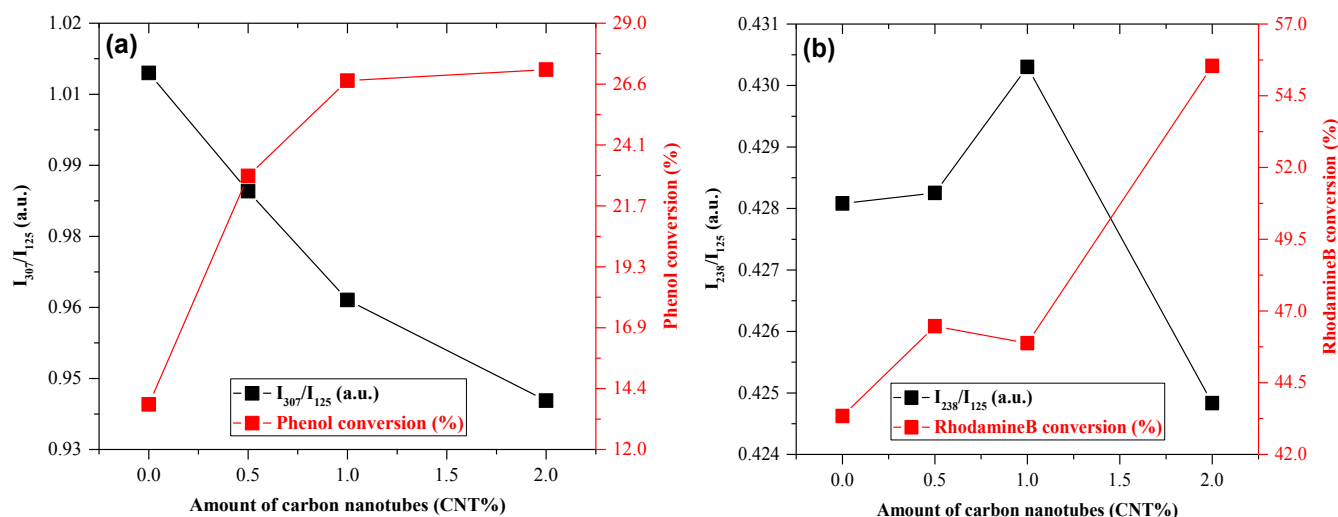 (a)
1.02
1.01
0.99
0.98
0.96
0.95
0.93
I307/I125 (a.u.)
29.0
26.6
24.1
21.7
19.3
16.9
14.4
12.0
Phenol conversion (%)
I307/I125 (a.u.)
Phenol conversion (%)
0.0 0.5 1.0 2.0
Amount of carbon nanotubes (CNT%)
(b)
0.431
0.430
0.429
0.428
0.427
0.426
0.425
0.424
I238/I125 (a.u.)
57.0
54.5
52.0
49.5
47.0
44.5
42.0
RhodamineB conversion (%)
I238/I125 (a.u.)
RhodamineB conversion (%)
0.0 0.5 1.0 2.0
Amount of carbon nanotubes (CNT%)